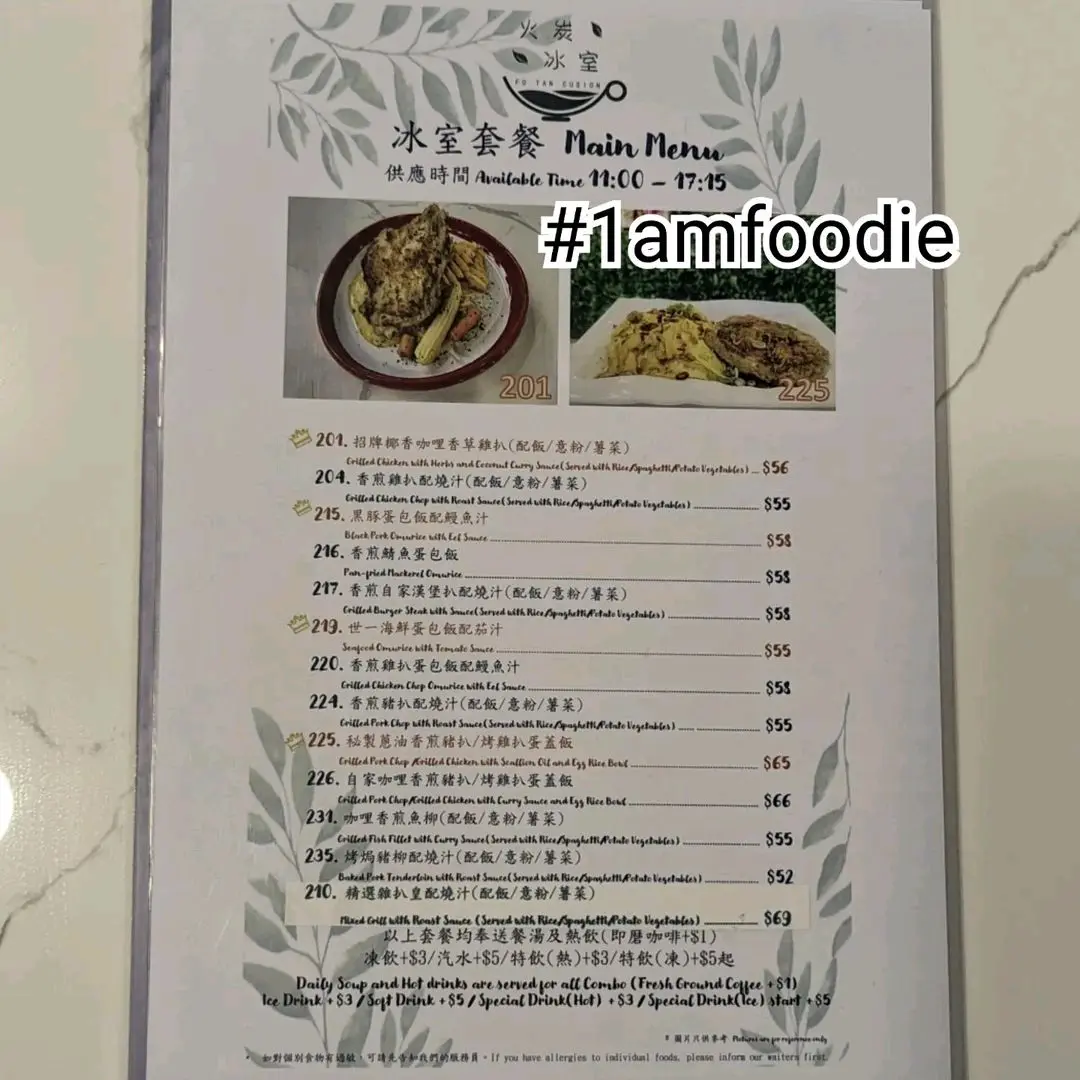 火炭
冰室
FO TAN CUSION
冰室套餐 Main Menu
供應時間 Available Time 11:00 - 17:15
#1amfoodie
201
225
201. 招牌椰香咖哩香草雞扒(配飯/意粉/薯菜)
Grilled Chicken with Herbs and Coconut Curry Sauce(Served with Rice/Spaghetti/Potato Vegetables) ... $56
204. 香煎雞扒配燒汁(配飯/意粉/薯菜)
Grilled Chicken Chop with Roast Sauce(Served with Rice/Spaghetti/Potato Vegetables) ... $55
215. 黑豚蛋包飯配鰻魚汁
Black Pork Omurice with Eel Sauce ... $58
216. 香煎鯖魚蛋包飯
Pan-fried Mackerel Omurice ... $58
217. 香煎自家漢堡扒配燒汁(配飯/意粉/薯菜)
Grilled Burger Steak with Sauce(Served with Rice/Spaghetti/Potato Vegetables) ... $58
219. 世一海鮮蛋包飯配茄汁
Seafood Omurice with Tomato Sauce ... $55
220. 香煎雞扒蛋包飯配鰻魚汁
Grilled Chicken Chop Omurice with Eel Sauce ... $58
224. 香煎豬扒配燒汁(配飯/意粉/薯菜)
Grilled Pork Chop with Roast Sauce(Served with Rice/Spaghetti/Potato Vegetables) ... $55
225. 秘製蔥油香煎豬扒/烤雞扒蛋蓋飯
Grilled Pork Chop /Grilled Chicken with Scallion Oil and Egg Rice Bowl ... $65
226. 自家咖哩香煎豬扒/烤雞扒蛋蓋飯
Grilled Pork Chop/Grilled Chicken with Curry Sauce and Egg Rice Bowl ... $66
231. 咖哩香煎魚柳(配飯/意粉/薯菜)
Grilled Fish Fillet with Curry Sauce(Served with Rice/Spaghetti/Potato Vegetables) ... $55
235. 烤焗豬柳配燒汁(配飯/意粉/薯菜)
Baked Pork Tenderloin with Roast Sauce(Served with Rice/Spaghetti/Potato Vegetables) ... $52
210. 精選雜扒皇配燒汁(配飯/意粉/薯菜)
Mixed Grill with Roast Sauce (Served with Rice/Spaghetti/Potato Vegetables) ... $69
以上套餐均奉送餐湯及熱飲(即磨咖啡+$1)
凍飲+$3/汽水+$5/特飲(熱)+$3/特飲(凍)+$5起
Daily Soup and Hot drinks are served for all Combo (Fresh Ground Coffee +$1)
Ice Drink +$3 / Soft Drink +$5 / Special Drink(Hot) +$3 / Special Drink(Ice) start +$5
# 圖片只供參考 Pictures are for reference only
* 如對個別食物有過敏，可請先告知我們的服務員。If you have allergies to individual foods, please inform our waiters first.